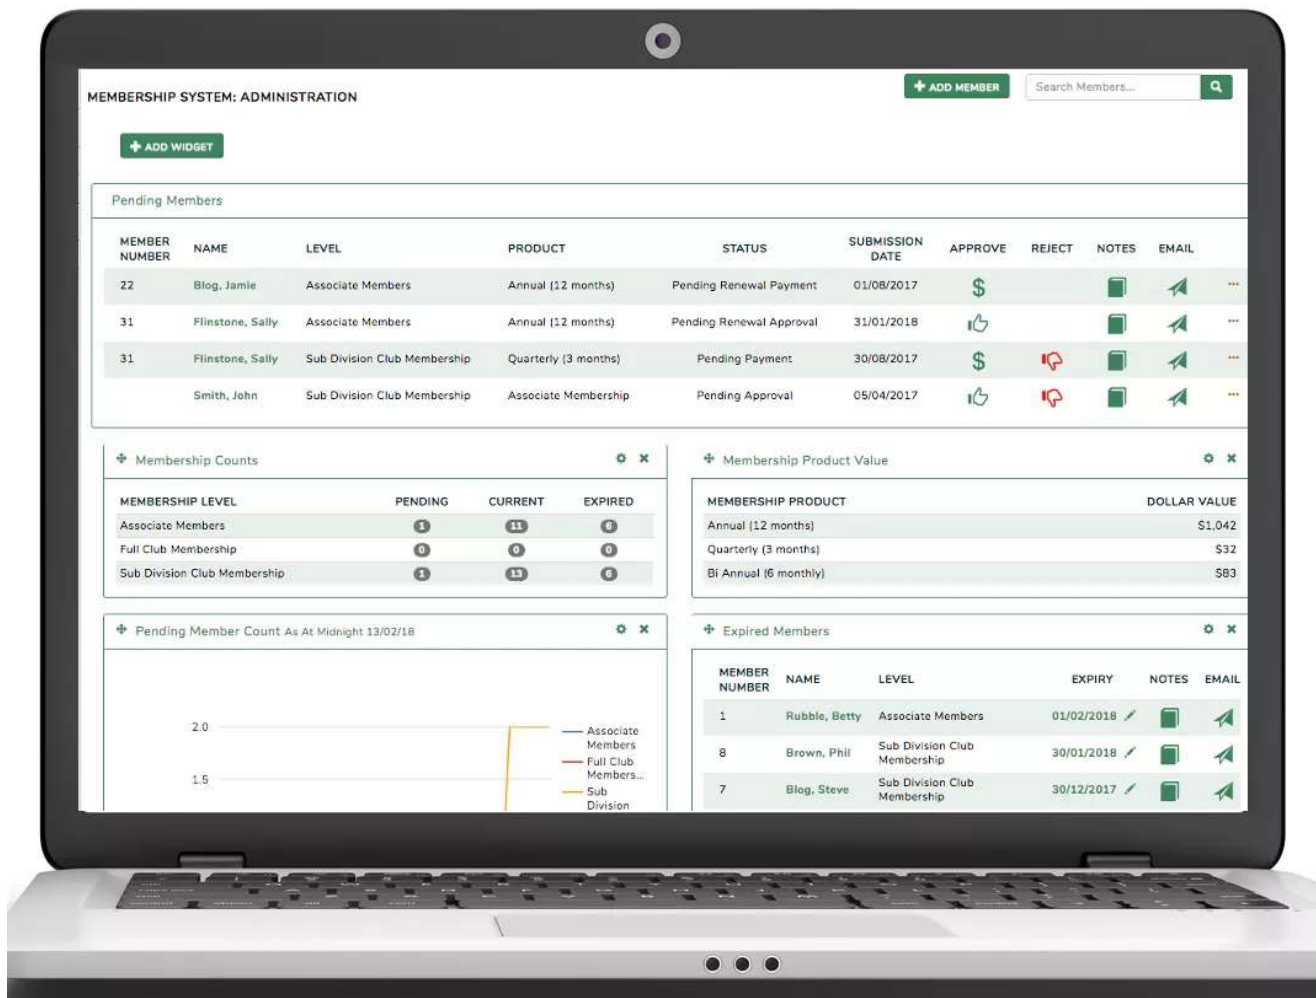 MEMBERSHIP SYSTEM: ADMINISTRATION
ADD MEMBER
Search Members...
ADD WIDGET
Pending Members
MEMBER NUMBER NAME LEVEL PRODUCT STATUS SUBMISSION DATE APPROVE REJECT NOTES EMAIL
22 Blog, Jamie Associate Members Annual (12 months) Pending Renewal Payment 01/08/2017 $ ...
31 Flinstone, Sally Associate Members Annual (12 months) Pending Renewal Approval 31/01/2018 ...
31 Flinstone, Sally Sub Division Club Membership Quarterly (3 months) Pending Payment 30/08/2017 $ ...
Smith, John Sub Division Club Membership Associate Membership Pending Approval 05/04/2017 ...
Membership Counts
MEMBERSHIP LEVEL PENDING CURRENT EXPIRED
Associate Members 1 11 6
Full Club Membership 0 0 0
Sub Division Club Membership 1 13 6
Membership Product Value
MEMBERSHIP PRODUCT DOLLAR VALUE
Annual (12 months) $1,042
Quarterly (3 months) $32
Bi Annual (6 monthly) $83
Pending Member Count As At Midnight 13/02/18
2.0
1.5
Associate
Members
Full Club
Members...
Sub
Division
Expired Members
MEMBER NUMBER NAME LEVEL EXPIRY NOTES EMAIL
1 Rubble, Betty Associate Members 01/02/2018
8 Brown, Phil Sub Division Club Membership 30/01/2018
7 Blog, Steve Sub Division Club Membership 30/12/2017